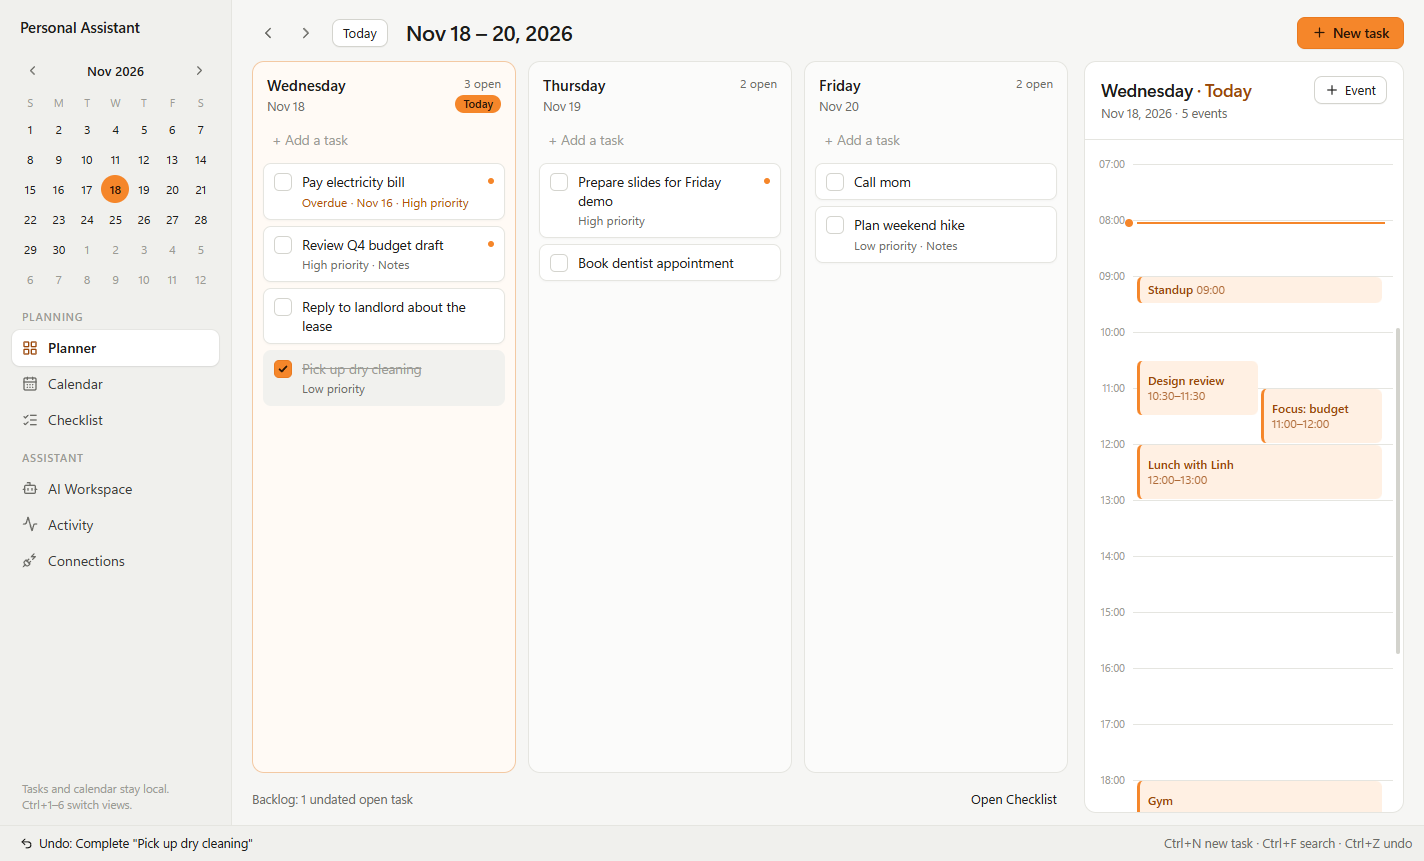 Personal Assistant
Nov 2026
S M T W T F S
1 2 3 4 5 6 7
8 9 10 11 12 13 14
15 16 17 18 19 20 21
22 23 24 25 26 27 28
29 30 1 2 3 4 5
6 7 8 9 10 11 12
PLANNING
Planner
Calendar
Checklist
ASSISTANT
AI Workspace
Activity
Connections
Tasks and calendar stay local.
Ctrl+1–6 switch views.
Today
Nov 18 – 20, 2026
+ New task
Wednesday
3 open
Nov 18
Today
+ Add a task
Pay electricity bill
Overdue · Nov 16 · High priority
Review Q4 budget draft
High priority · Notes
Reply to landlord about the
lease
Pick up dry cleaning
Low priority
Thursday
2 open
Nov 19
+ Add a task
Prepare slides for Friday
demo
High priority
Book dentist appointment
Friday
2 open
Nov 20
+ Add a task
Call mom
Plan weekend hike
Low priority · Notes
Backlog: 1 undated open task
Open Checklist
Wednesday · Today
+ Event
Nov 18, 2026 · 5 events
07:00
08:00
09:00
Standup 09:00
10:00
Design review
10:30–11:30
11:00
Focus: budget
11:00–12:00
12:00
Lunch with Linh
12:00–13:00
13:00
14:00
15:00
16:00
17:00
18:00
Gym
Undo: Complete "Pick up dry cleaning"
Ctrl+N new task · Ctrl+F search · Ctrl+Z undo